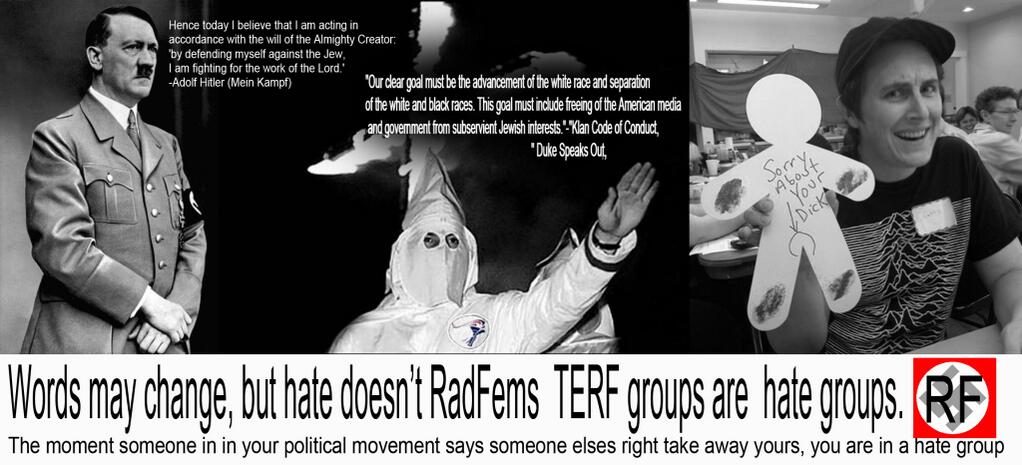 Hence today I believe that I am acting in
accordance with the will of the Almighty Creator:
'by defending myself against the Jew,
I am fighting for the work of the Lord.'
-Adolf Hitler (Mein Kampf)
"Our clear goal must be the advancement of the white race and separation
of the white and black races. This goal must include freeing of the American media
and government from subservient Jewish interests."-"Klan Code of Conduct,
" Duke Speaks Out,
Sorry
About
Your
Dick
Words may change, but hate doesn't RadFems TERF groups are hate groups.
RF
The moment someone in in your political movement says someone elses right take away yours, you are in a hate group